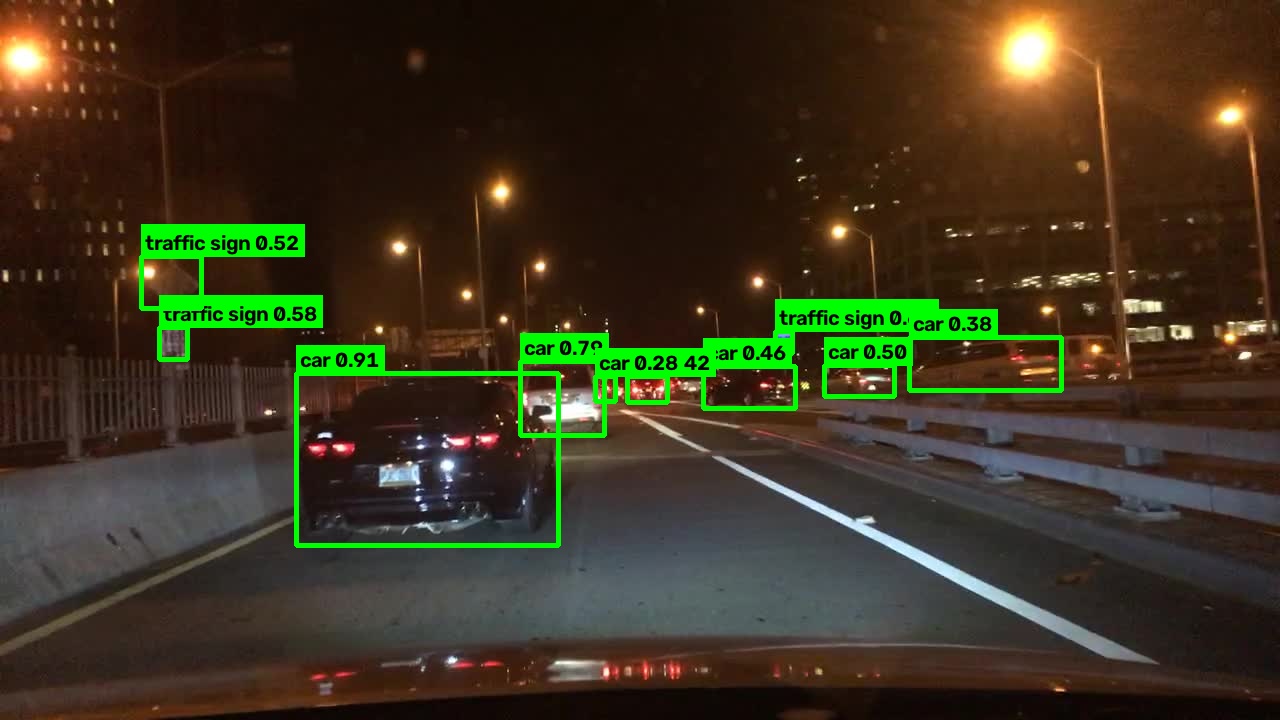 traffic sign 0.52
traffic sign 0.58
traffic sign 0.
car 0.38
car 0.91
car 0.79
car 0.28 42
car 0.46
car 0.50